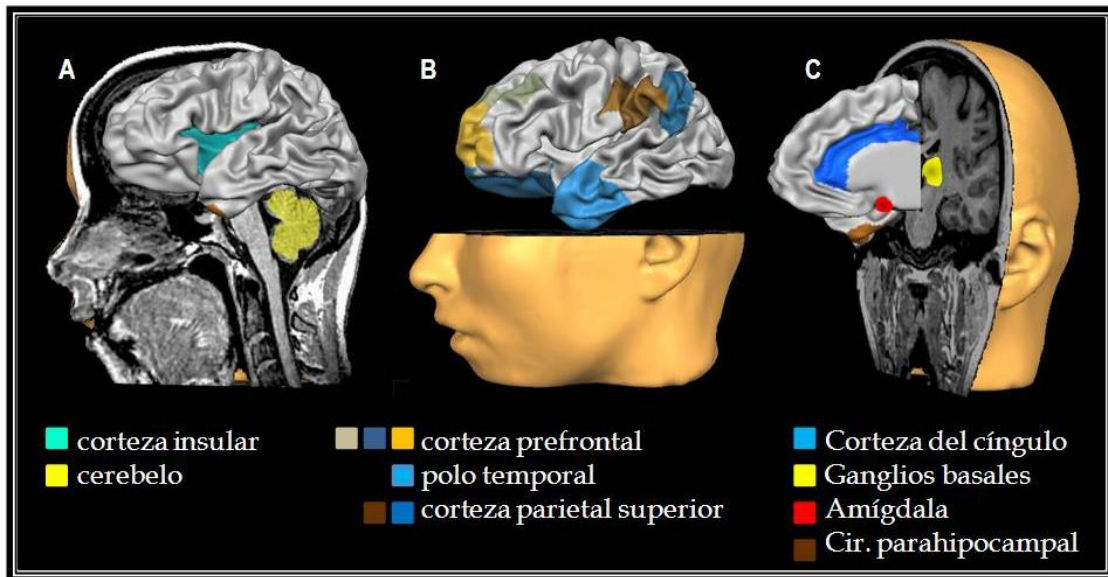 A
B
C
corteza insular
cerebelo
corteza prefrontal
polo temporal
corteza parietal superior
Corteza del cíngulo
Ganglios basales
Amígdala
Cir. parahipocampal